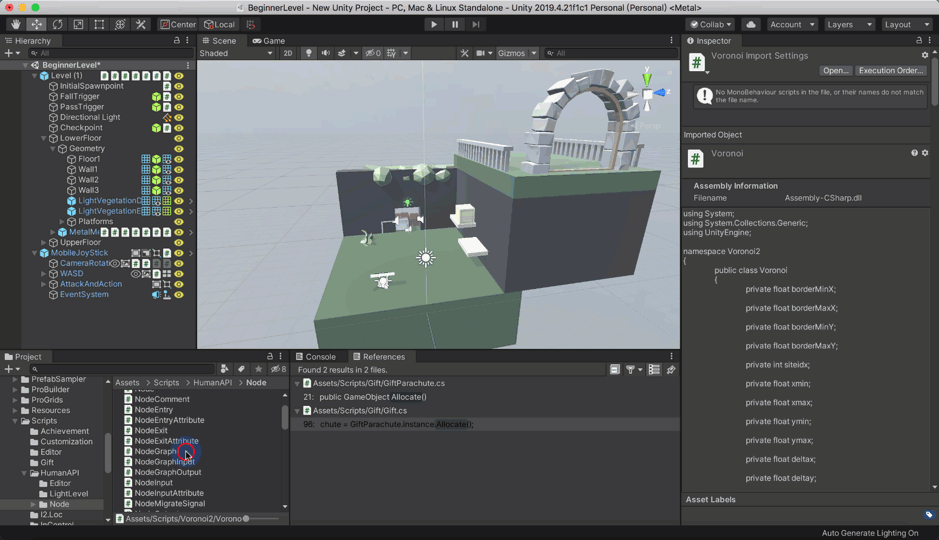 BeginnerLevel - New Unity Project - PC, Mac & Linux Standalone - Unity 2019.4.21f1c1 Personal (Personal) <Metal>
Center Local Collab Account Layers Layout
Hierarchy
All
BeginnerLevel*
Level (1)
InitialSpawnpoint
FallTrigger
PassTrigger
Directional Light
Checkpoint
LowerFloor
Geometry
Floor1
Wall1
Wall2
Wall3
LightVegetationC
LightVegetationE
Platforms
MetalM
UpperFloor
MobileJoyStick
CameraRotat
WASD
AttackAndAction
EventSystem
Scene Game
Shaded 2D 0 Gizmos All
Persp
Inspector
Voronoi Import Settings
Open... Execution Order...
No MonoBehaviour scripts in the file, or their names do not match the file name.
Imported Object
Voronoi
Assembly Information
Filename Assembly-CSharp.dll
using System;
using System.Collections.Generic;
using UnityEngine;
namespace Voronoi2
{
public class Voronoi
{
private float borderMinX;
private float borderMaxX;
private float borderMinY;
private float borderMaxY;
private int siteidx;
private float xmin;
private float xmax;
private float ymin;
private float ymax;
private float deltax;
private float deltay;
Asset Labels
Project
8
PrefabSampler
ProBuilder
ProGrids
Resources
Scripts
Achievement
Customization
Editor
Gift
HumanAPI
Editor
LightLevel
Node
I2.Loc
InControl
Assets > Scripts > HumanAPI > Node
Node
NodeComment
NodeEntry
NodeEntryAttribute
NodeExit
NodeExitAttribute
NodeGraph
NodeGraphInput
NodeGraphOutput
NodeInput
NodeInputAttribute
NodeMigrateSignal
Assets/Scripts/Voronoi2/Vorono
Console References
Found 2 results in 2 files.
Assets/Scripts/Gift/GiftParachute.cs
21: public GameObject Allocate()
Assets/Scripts/Gift/Gift.cs
96: chute = GiftParachute.instance.Allocate();
Auto Generate Lighting On